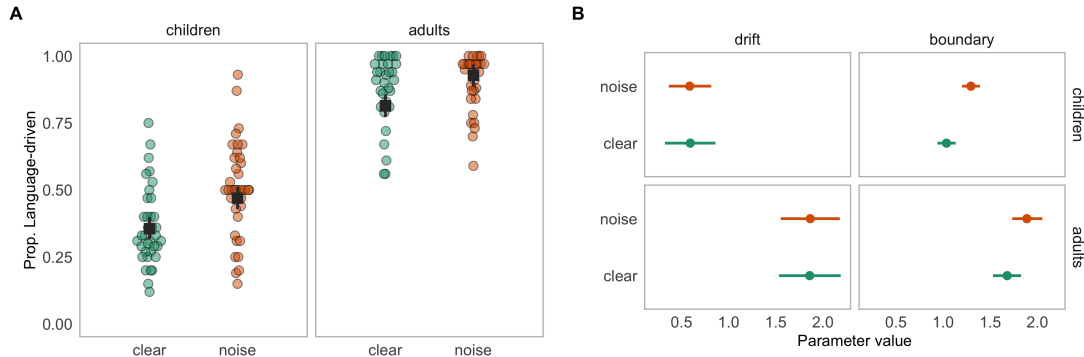 A
children
adults
Prop. Language-driven
1.00
0.75
0.50
0.25
0.00
clear
noise
clear
noise
B
drift
boundary
noise
clear
children
noise
clear
adults
0.5 1.0 1.5 2.0
0.5 1.0 1.5 2.0
Parameter value